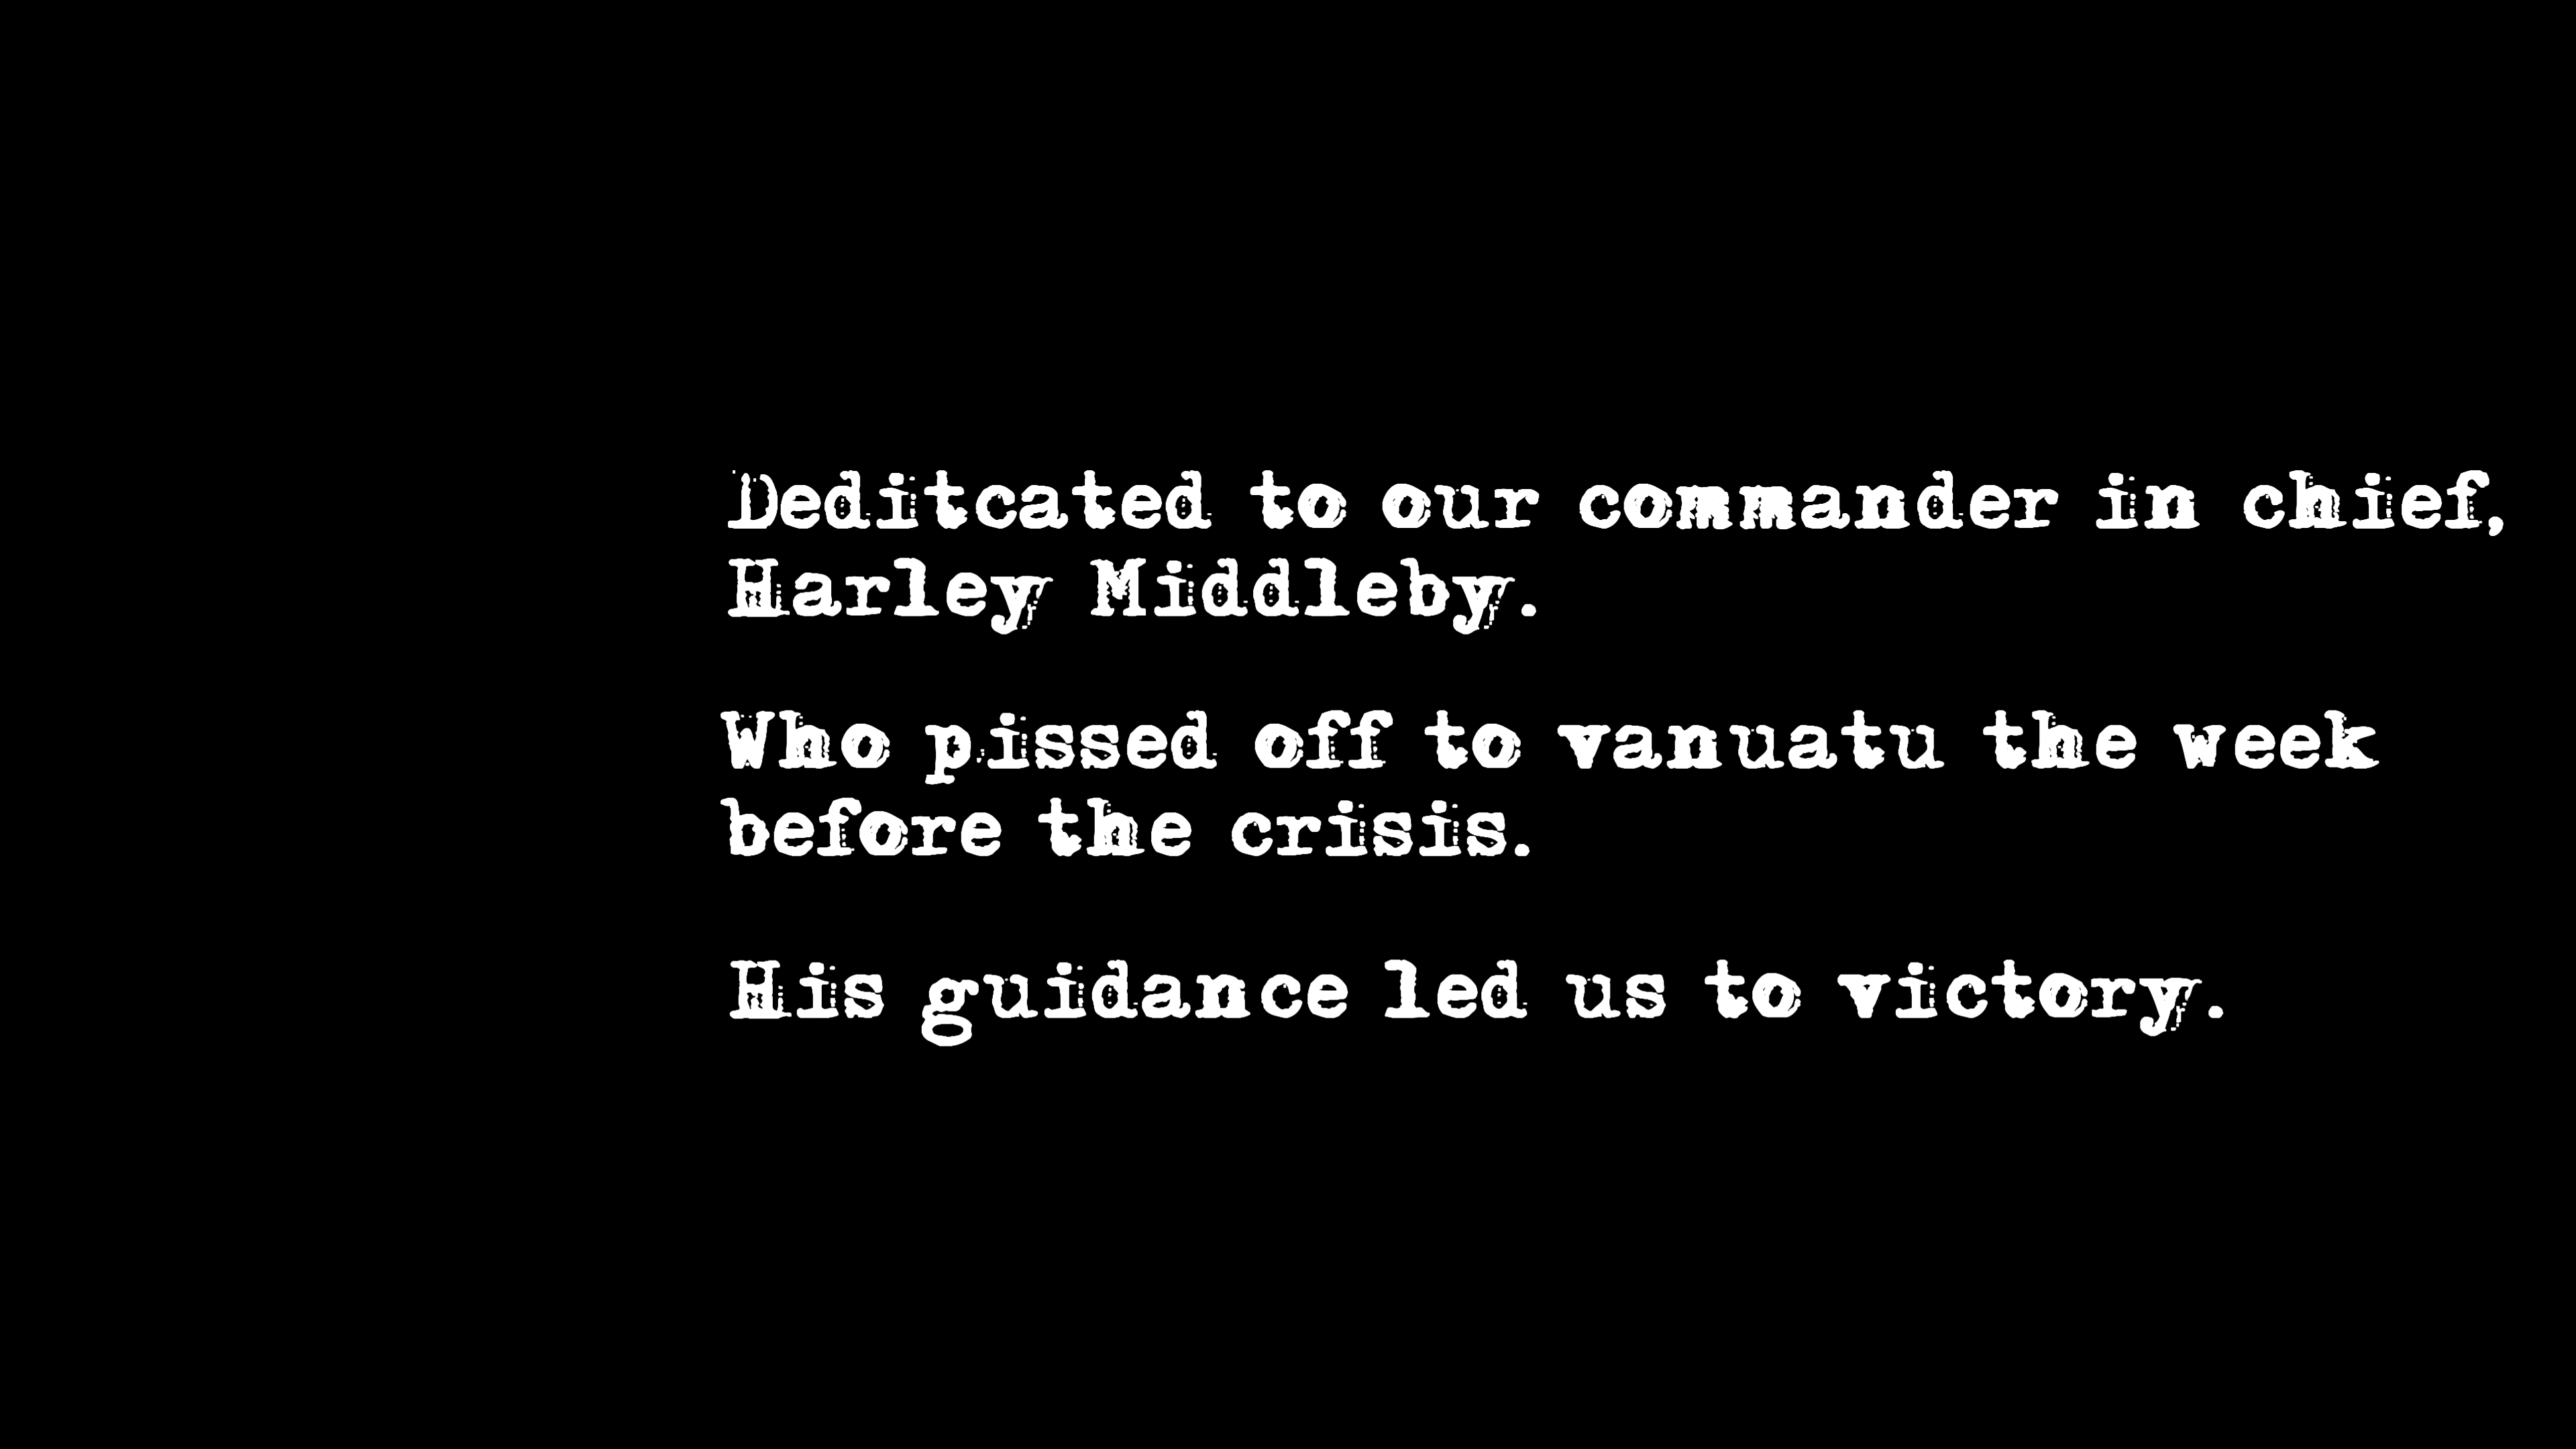 Deditcated to our commander in chief,
Harley Middleby.
Who pissed off to vanuatu the week
before the crisis.
His guidance led us to victory.